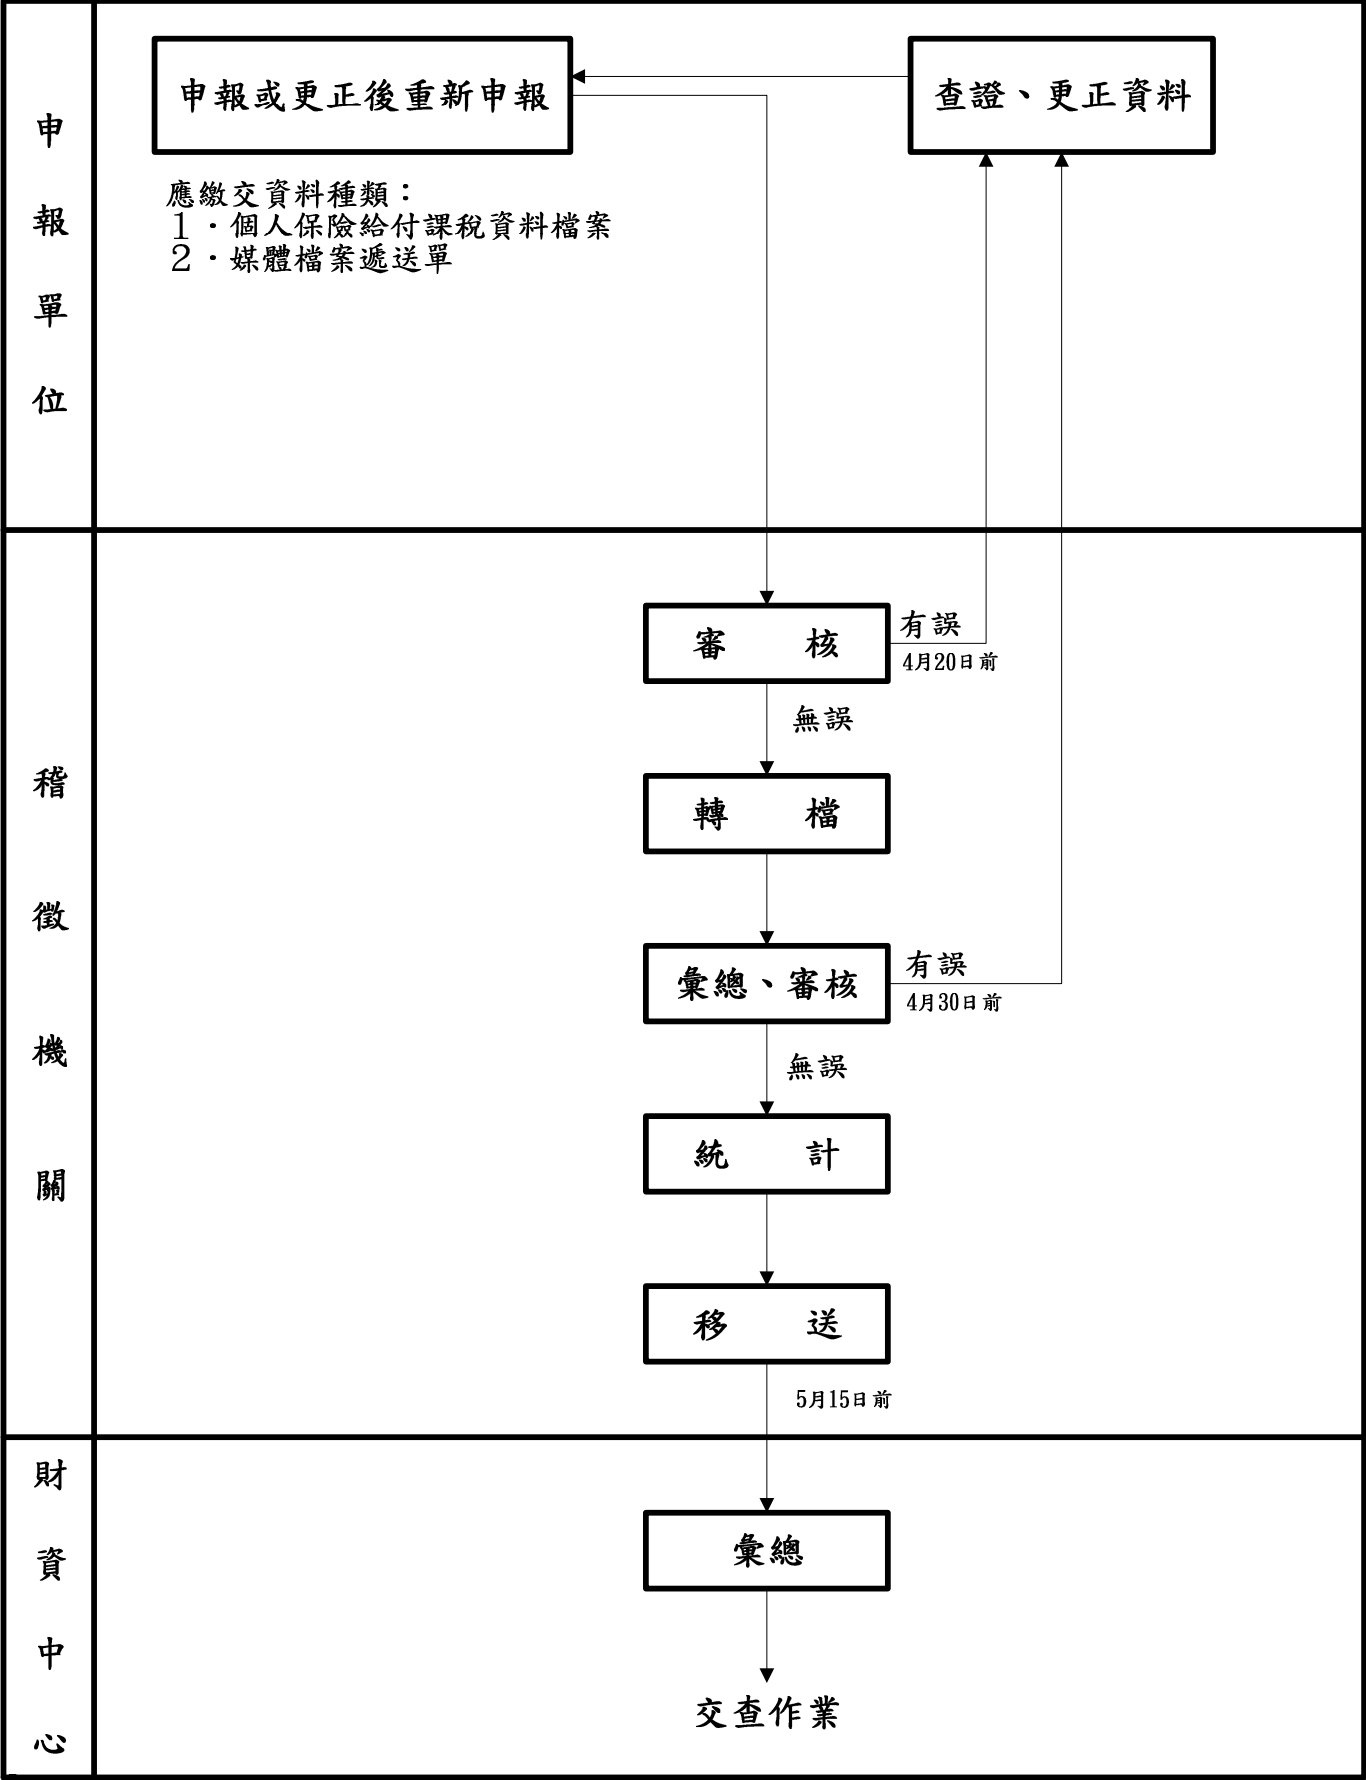 申報單位
申報或更正後重新申報
查證、更正資料
應繳交資料種類：
１．個人保險給付課稅資料檔案
２．媒體檔案遞送單
稽徵機關
審　核
有誤
4月20日前
無誤
轉　檔
彙總、審核
有誤
4月30日前
無誤
統　計
移　送
5月15日前
財資中心
彙總
交查作業